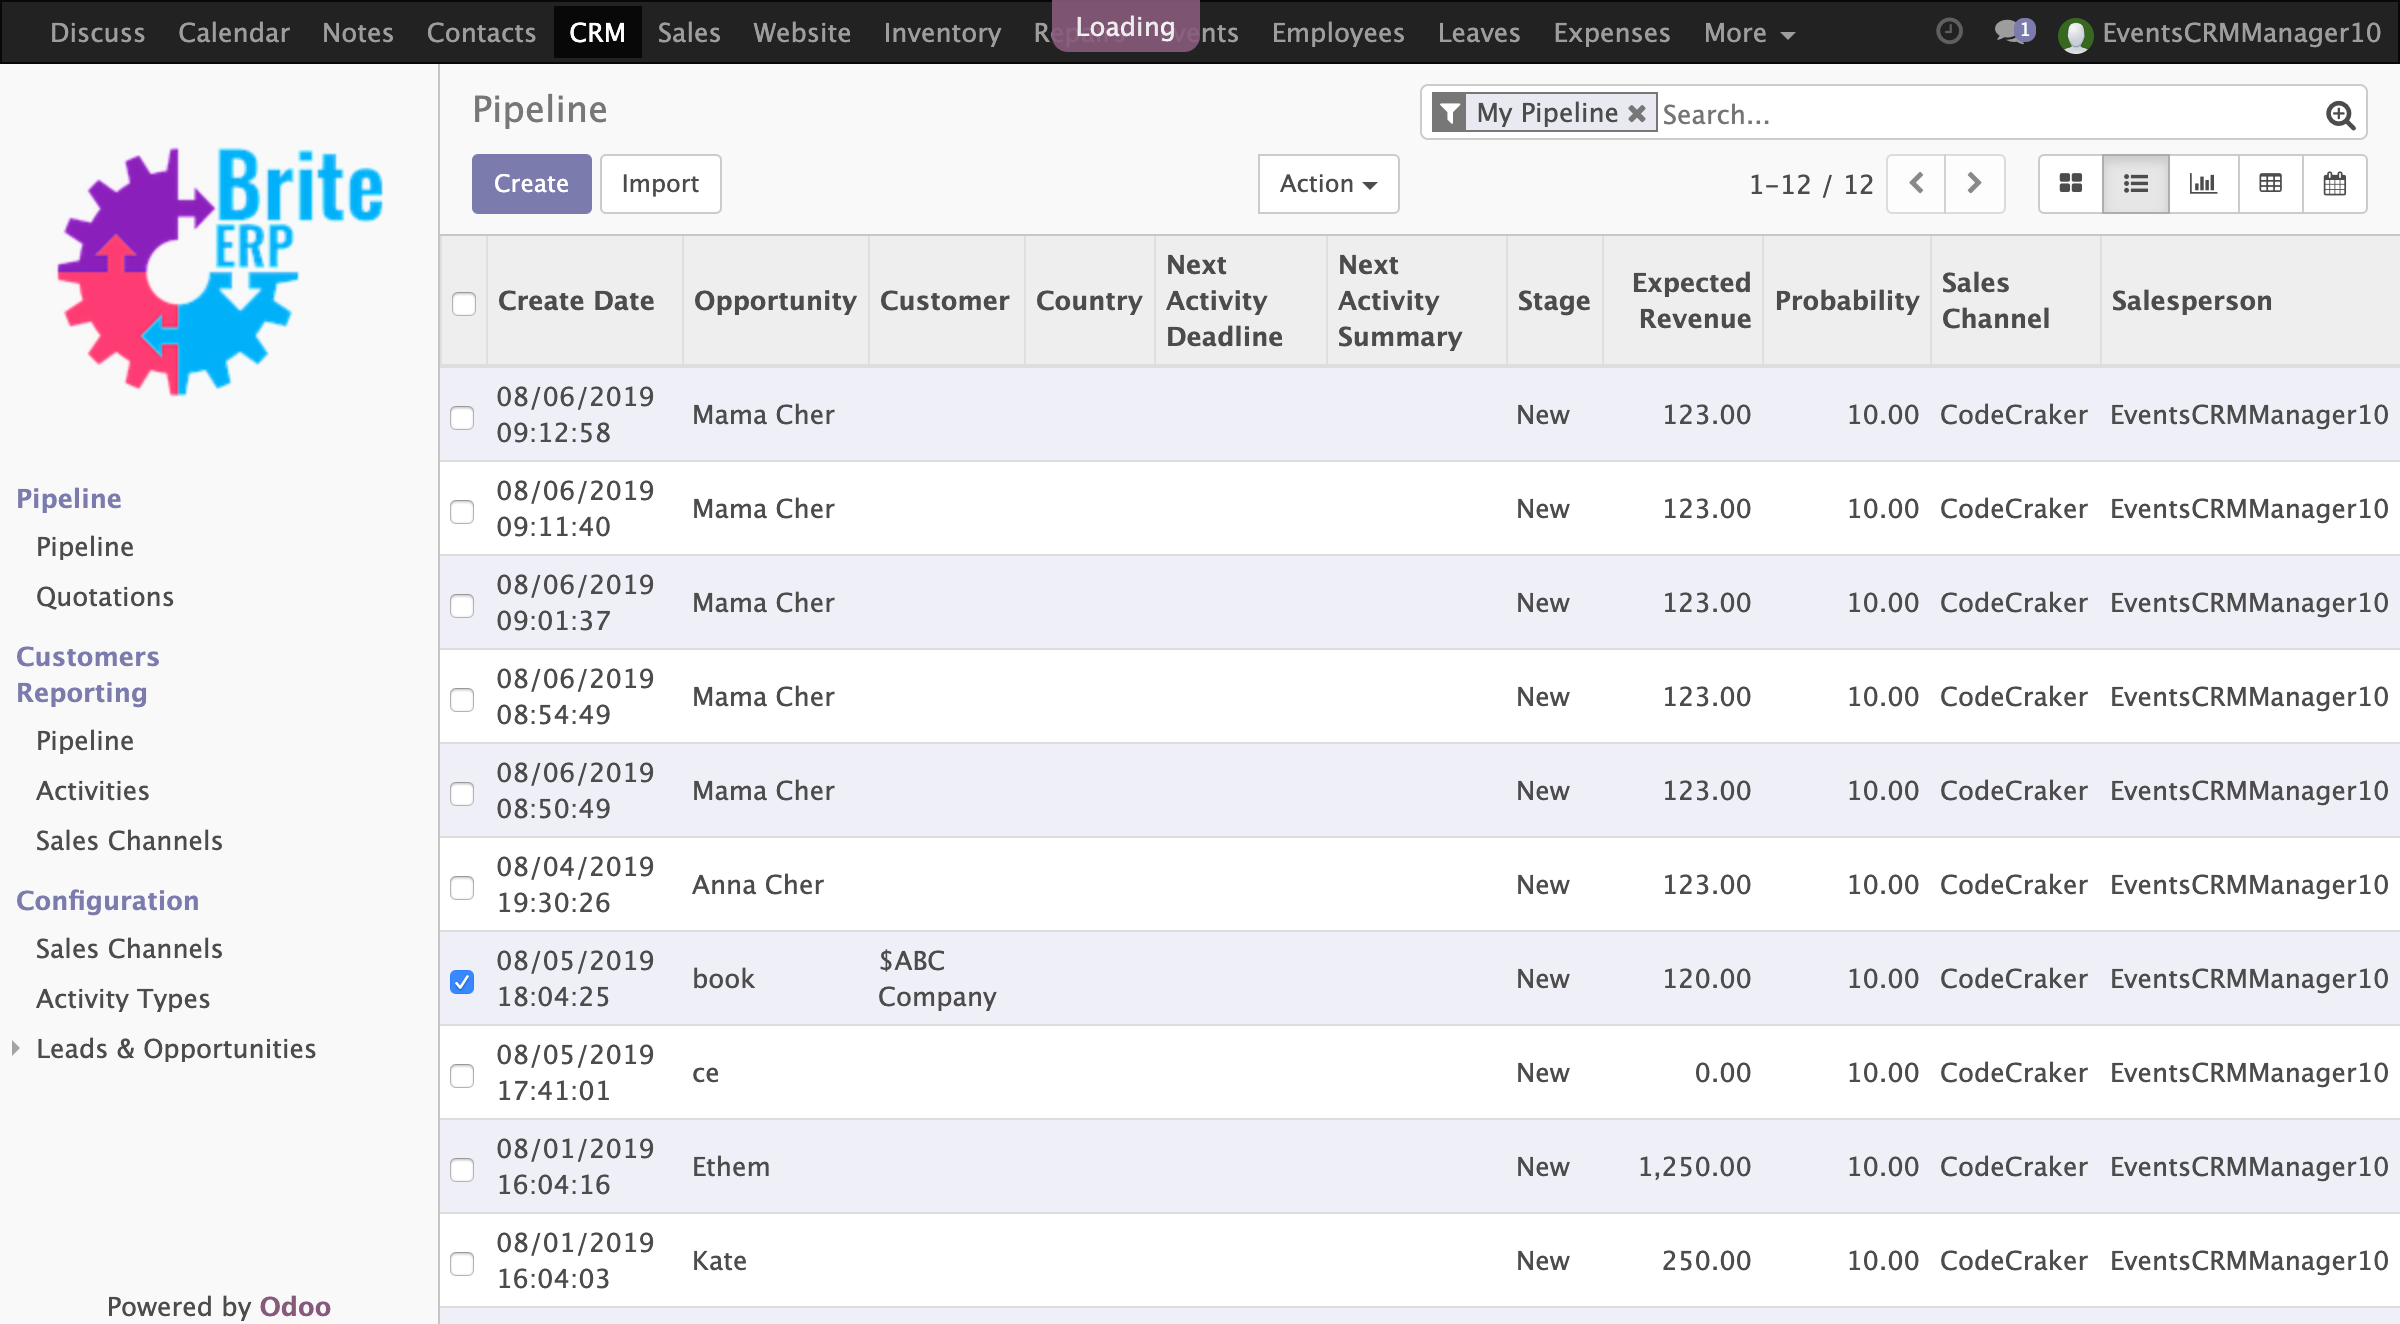 Discuss Calendar Notes Contacts CRM Sales Website Inventory Loading Employees Leaves Expenses More 1 EventsCRMManager10
Brite
ERP
Pipeline
Pipeline
Quotations
Customers
Reporting
Pipeline
Activities
Sales Channels
Configuration
Sales Channels
Activity Types
Leads & Opportunities
Powered by Odoo
Pipeline
My Pipeline Search...
Create Import Action 1-12 / 12
Create Date Opportunity Customer Country Next Activity Deadline Next Activity Summary Stage Expected Revenue Probability Sales Channel Salesperson
08/06/2019 09:12:58 Mama Cher New 123.00 10.00 CodeCraker EventsCRMManager10
08/06/2019 09:11:40 Mama Cher New 123.00 10.00 CodeCraker EventsCRMManager10
08/06/2019 09:01:37 Mama Cher New 123.00 10.00 CodeCraker EventsCRMManager10
08/06/2019 08:54:49 Mama Cher New 123.00 10.00 CodeCraker EventsCRMManager10
08/06/2019 08:50:49 Mama Cher New 123.00 10.00 CodeCraker EventsCRMManager10
08/04/2019 19:30:26 Anna Cher New 123.00 10.00 CodeCraker EventsCRMManager10
08/05/2019 18:04:25 book $ABC Company New 120.00 10.00 CodeCraker EventsCRMManager10
08/05/2019 17:41:01 ce New 0.00 10.00 CodeCraker EventsCRMManager10
08/01/2019 16:04:16 Ethem New 1,250.00 10.00 CodeCraker EventsCRMManager10
08/01/2019 16:04:03 Kate New 250.00 10.00 CodeCraker EventsCRMManager10